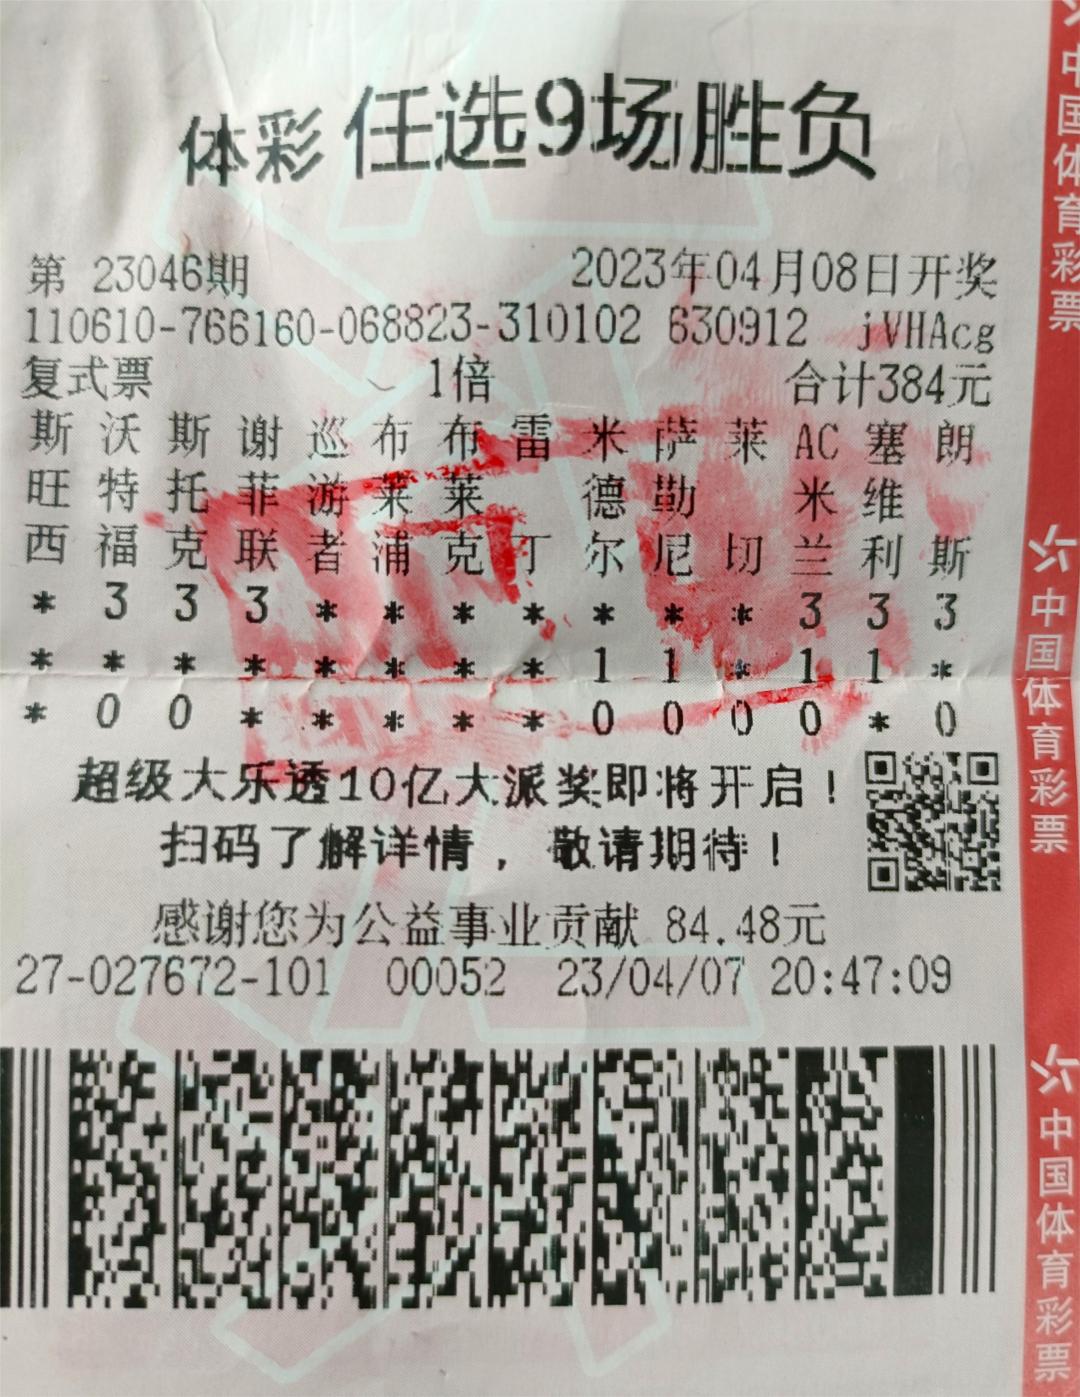 体彩 任选9场胜负
第 23046期 2023年04月08日开奖
110610-766160-068823-310102 630912 jVHAcg
复式票 1倍 合计384元
斯 沃 斯 谢 巡 布 布 雷 米 萨 莱 AC 塞 朗
旺 特 托 菲 游 莱 莱 德 勒 米 维
西 福 克 联 者 浦 克 丁 尔 尼 切 兰 利 斯
* 3 3 3 * * * * * * * 3 3 3
* * * * * * * * 1 1 * 1 1 *
* 0 0 * * * * * 0 0 0 0 * 0
超级大乐透10亿大派奖即将开启！
扫码了解详情，敬请期待！
感谢您为公益事业贡献 84.48元
27-027672-101 00052 23/04/07 20:47:09
中国体育彩票
中国体育彩票
中国体育彩票